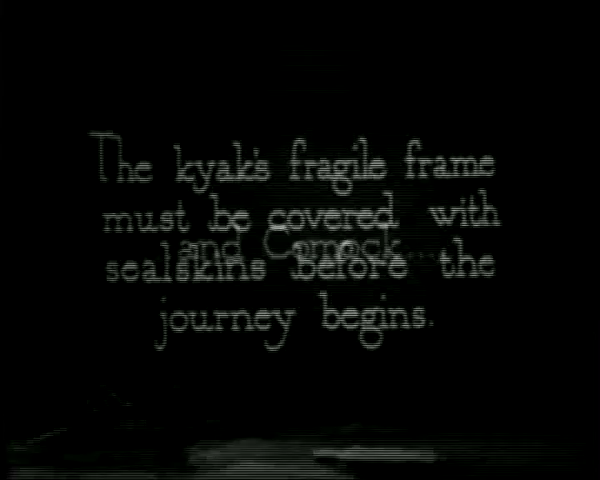 The kyak's fragile frame
must be covered with
and Comock....
sealskins before the
journey begins.